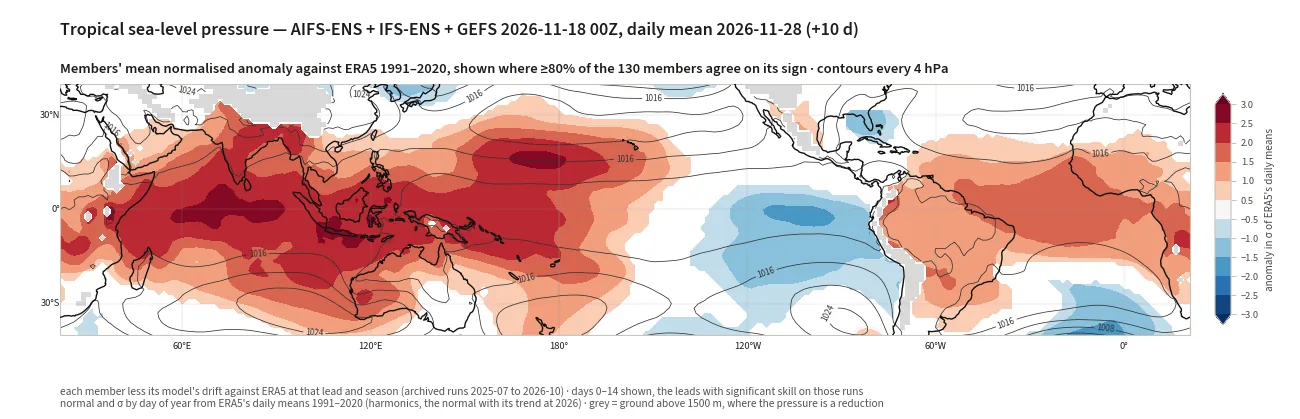 Tropical sea-level pressure — AIFS-ENS + IFS-ENS + GEFS 2026-11-18 00Z, daily mean 2026-11-28 (+10 d)
Members' mean normalised anomaly against ERA5 1991–2020, shown where ≥80% of the 130 members agree on its sign · contours every 4 hPa
1024
1024
1016
1016
1016
1016
1016
1016
1016
1016
1016
1016
1024
1024
1016
1008
30°N
0°
30°S
60°E
120°E
180°
120°W
60°W
0°
3.0
2.5
2.0
1.5
1.0
0.5
−0.5
−1.0
−1.5
−2.0
−2.5
−3.0
anomaly in σ of ERA5's daily means
each member less its model's drift against ERA5 at that lead and season (archived runs 2025-07 to 2026-10) · days 0–14 shown, the leads with significant skill on those runs
normal and σ by day of year from ERA5's daily means 1991–2020 (harmonics, the normal with its trend at 2026) · grey = ground above 1500 m, where the pressure is a reduction